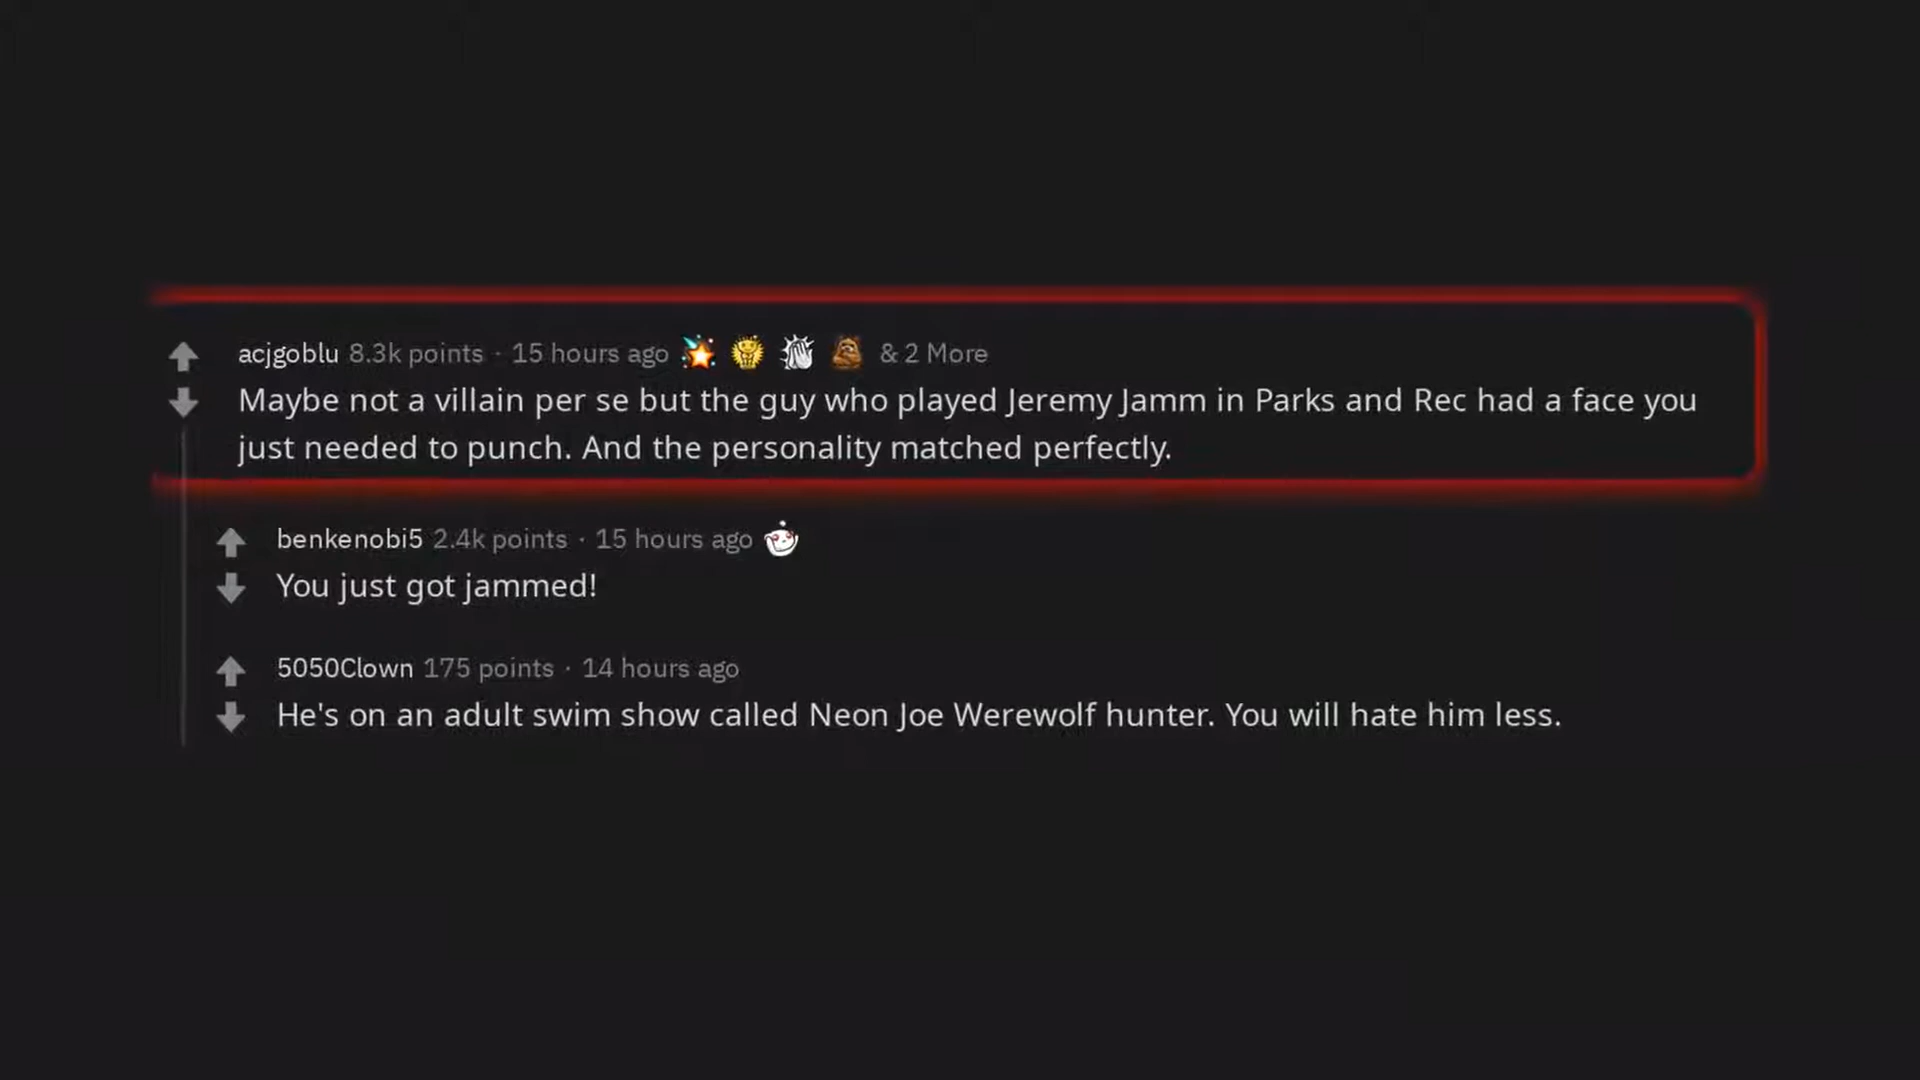 acjgoblu 8.3k points · 15 hours ago & 2 More
Maybe not a villain per se but the guy who played Jeremy Jamm in Parks and Rec had a face you
just needed to punch. And the personality matched perfectly.
benkenobi5 2.4k points · 15 hours ago
You just got jammed!
5050Clown 175 points · 14 hours ago
He's on an adult swim show called Neon Joe Werewolf hunter. You will hate him less.